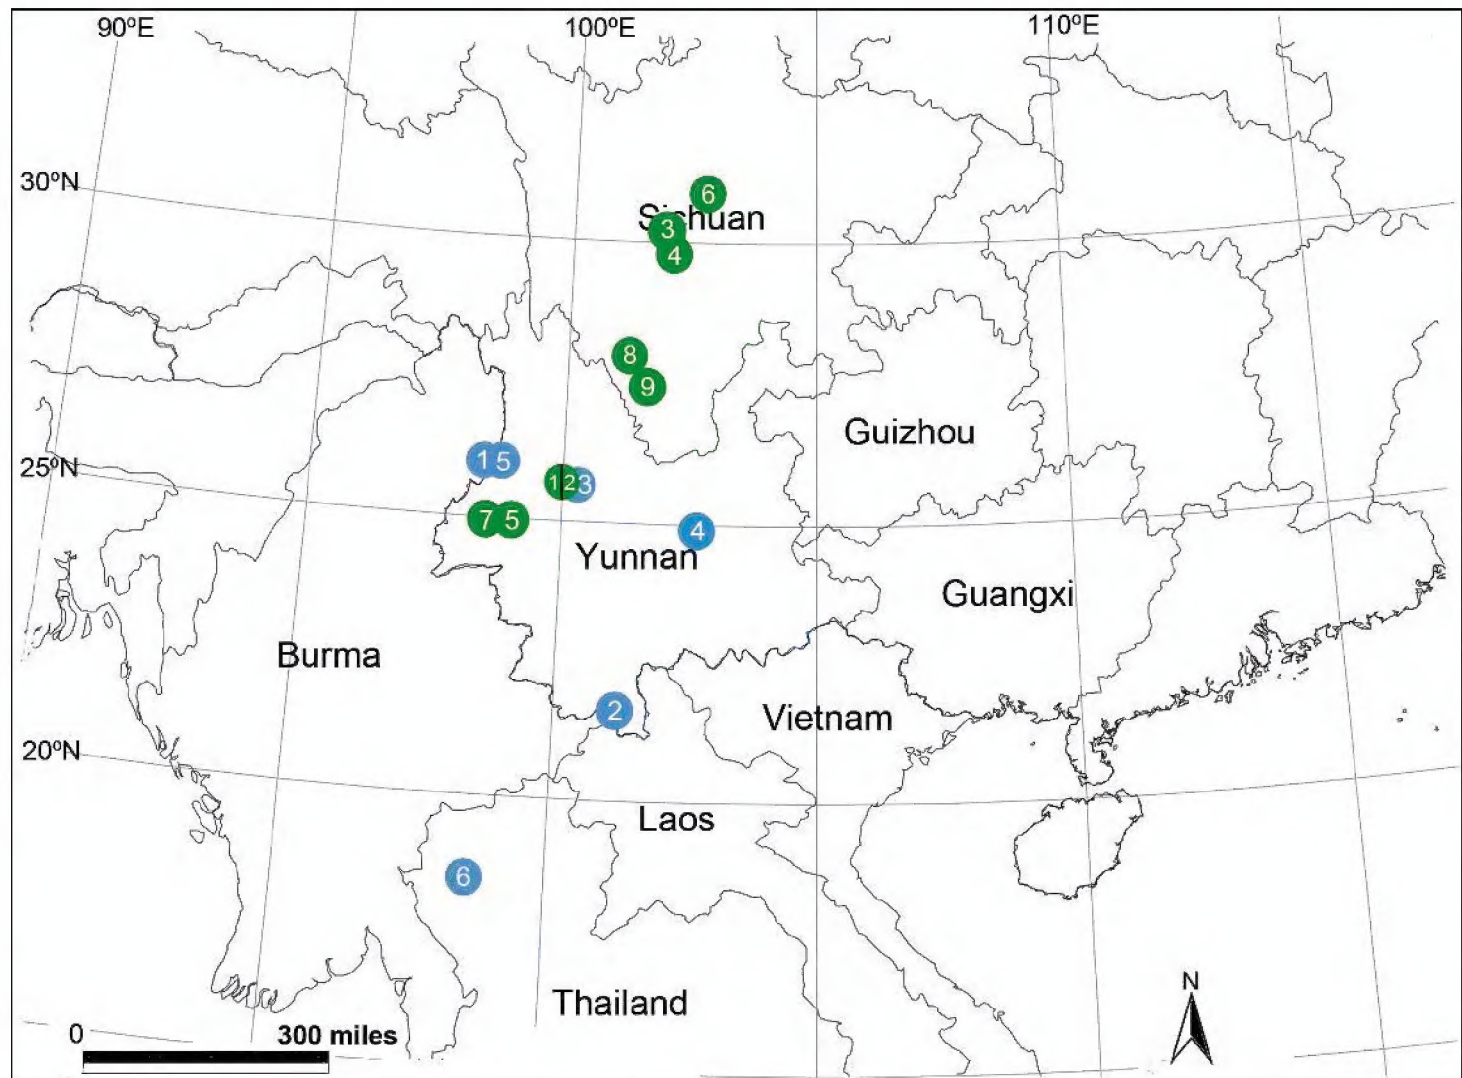 90ºE
100ºE
110ºE
30ºN
6
Sichuan
3
4
8
9
Guizhou
25ºN
1 5
1 2 3
7 5
4
Yunnan
Guangxi
Burma
2
Vietnam
20ºN
Laos
6
Thailand
N
0
300 miles